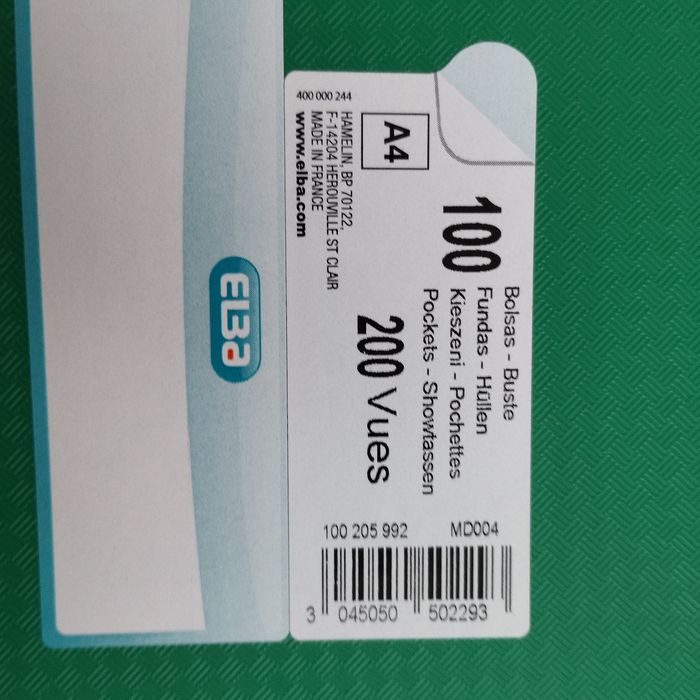 ELBa
400 000 244
HAMELIN, BP 70122,
F-14204 HEROUVILLE ST CLAIR
MADE IN FRANCE
www.elba.com
A4
100
Bolsas - Buste
Fundas - Hüllen
Kieszeni - Pochettes
Pockets - Showtassen
200 Vues
100 205 992
MD004
3 045050 502293